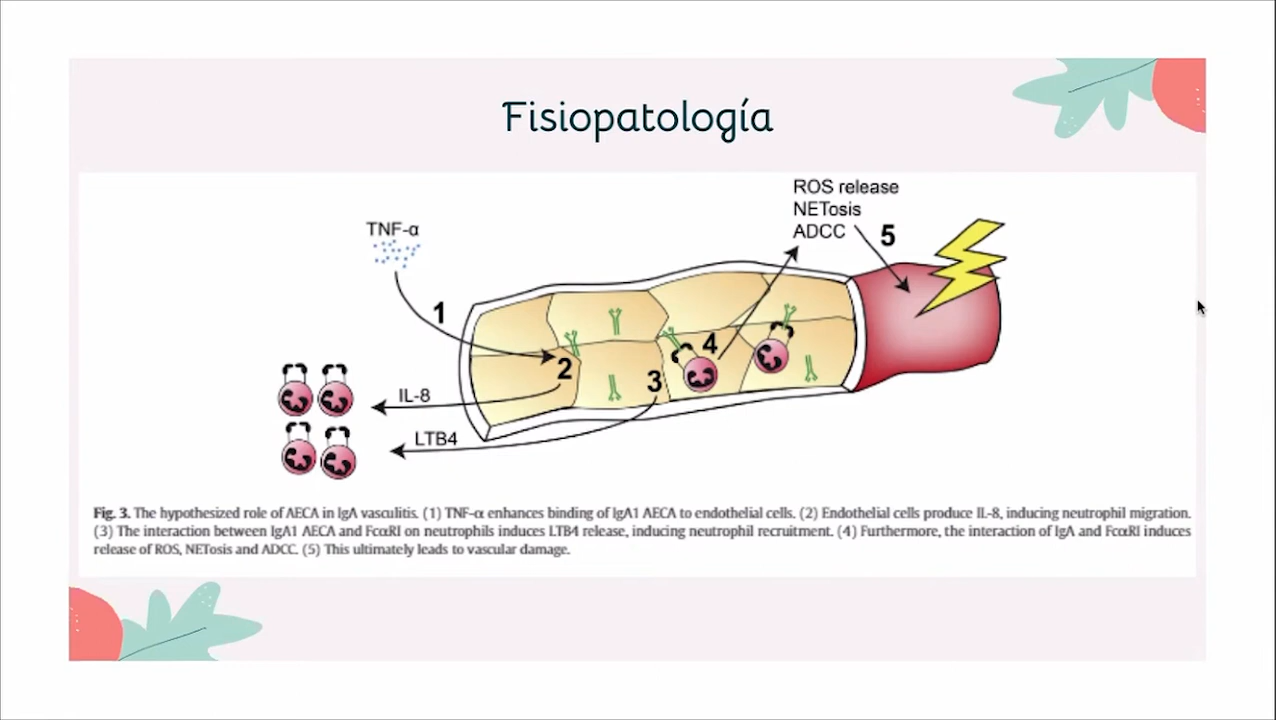 Fisiopatología
ROS release
NETosis
ADCC
5
TNF-α
1
2
3
4
IL-8
LTB4
Fig. 3. The hypothesized role of AECA in IgA vasculitis. (1) TNF-α enhances binding of IgA1 AECA to endothelial cells. (2) Endothelial cells produce IL-8, inducing neutrophil migration.
(3) The interaction between IgA1 AECA and FcαRI on neutrophils induces LTB4 release, inducing neutrophil recruitment. (4) Furthermore, the interaction of IgA and FcαRI induces
release of ROS, NETosis and ADCC. (5) This ultimately leads to vascular damage.